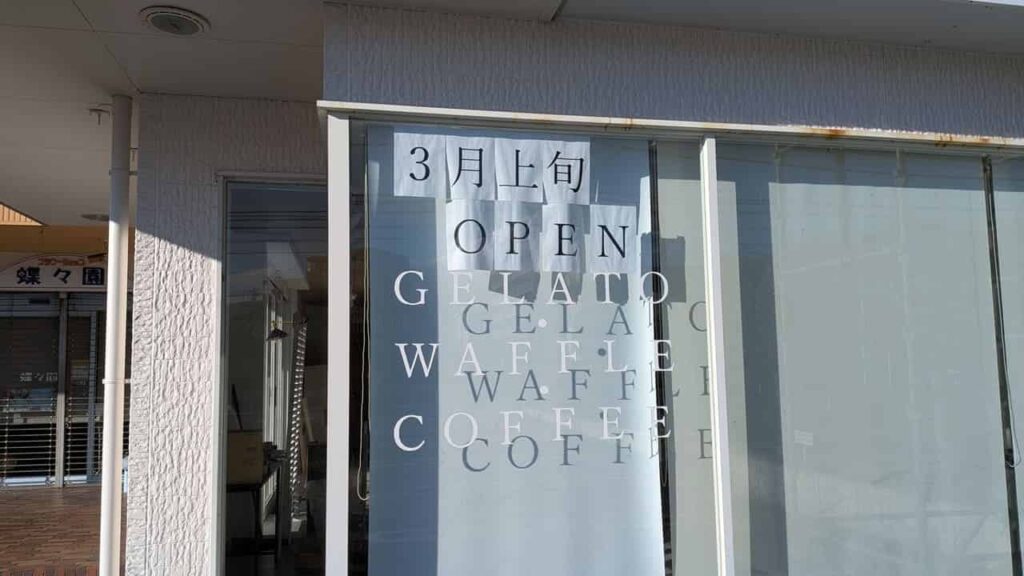 3月上旬
OPEN
GELATO
WAFFLE
COFFEE
蝶々園